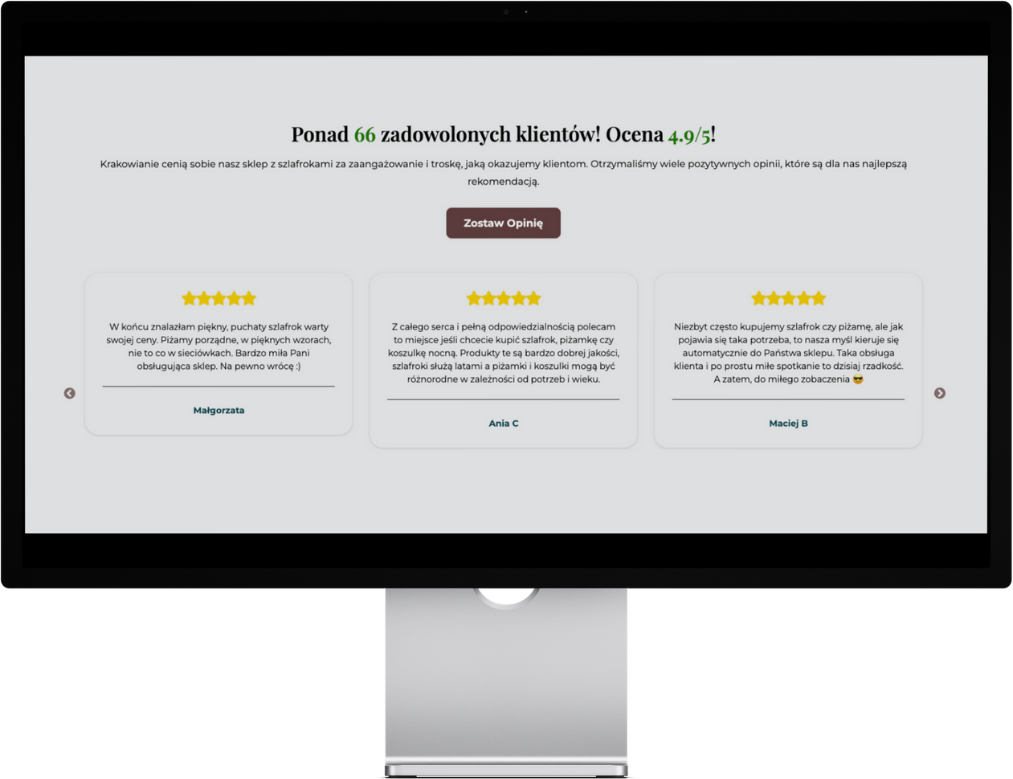 Ponad 66 zadowolonych klientów! Ocena 4.9/5!
Krakowianie cenią sobie nasz sklep z szlafrokami za zaangażowanie i troskę, jaką okazujemy klientom. Otrzymaliśmy wiele pozytywnych opinii, które są dla nas najlepszą
rekomendacją.
Zostaw Opinię
W końcu znalazłam piękny, puchaty szlafrok warty
swojej ceny. Piżamy porządne, w pięknych wzorach,
nie to co w sieciówkach. Bardzo miła Pani
obsługująca sklep. Na pewno wrócę :)
Małgorzata
Z całego serca i pełną odpowiedzialnością polecam
to miejsce jeśli chcecie kupić szlafrok, piżamkę czy
koszulkę nocną. Produkty te są bardzo dobrej jakości,
szlafroki służą latami a piżamki i koszulki mogą być
różnorodne w zależności od potrzeb i wieku.
Ania C
Niezbyt często kupujemy szlafrok czy piżamę, ale jak
pojawia się taka potrzeba, to nasza myśl kieruje się
automatycznie do Państwa sklepu. Taka obsługa
klienta i po prostu miłe spotkanie to dzisiaj rzadkość.
A zatem, do miłego zobaczenia 😎
Maciej B